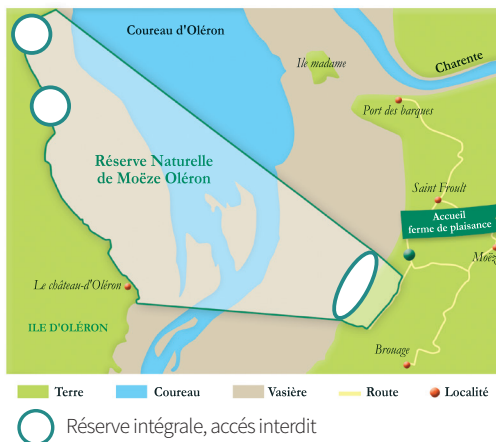 Coureau d'Oléron
Ile madame
Charente
Port des barques
Réserve Naturelle
de Moëze Oléron
Saint Froult
Accueil
ferme de plaisance
Moëz
Le château-d'Oléron
ILE D'OLÉRON
Brouage
Terre
Coureau
Vasière
Route
Localité
Réserve intégrale, accés interdit